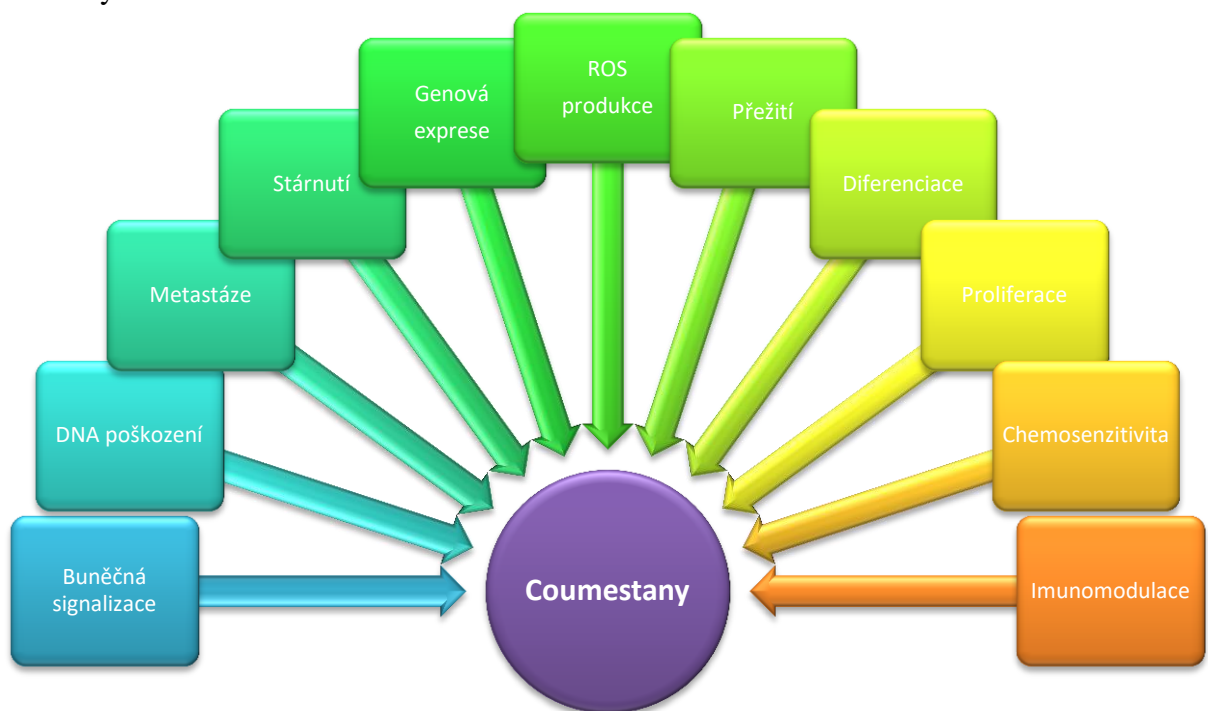 ROS
produkce
Genová
exprese
Přežití
Stárnutí
Diferenciace
Metastáze
Proliferace
DNA poškození
Chemosenzitivita
Buněčná
signalizace
Coumestany
Imunomodulace